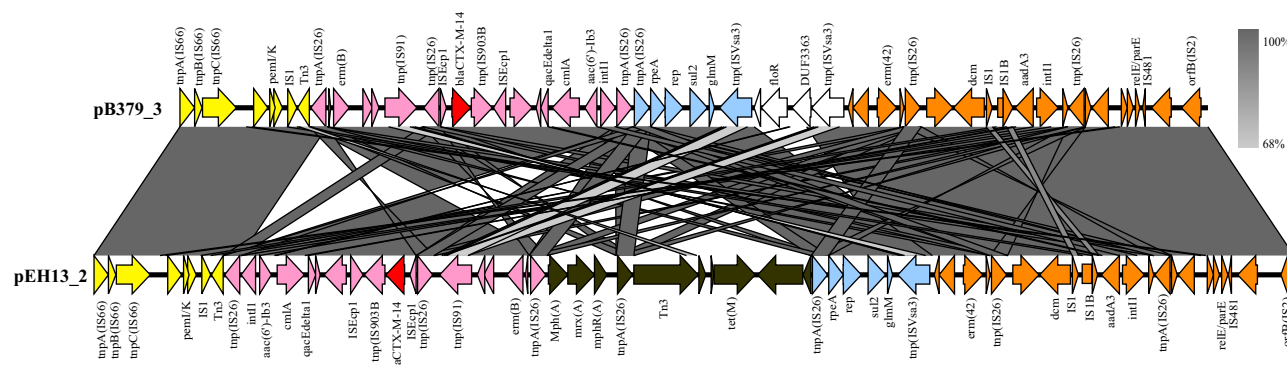 tnpA(IS66)
tnpB(IS66)
tnpC(IS66)
pemI/K
IS1
Tn3
tnpA(IS26)
erm(B)
tnp(IS91)
tnp(IS26)
ISEcp1
blaCTX-M-14
tnp(IS903B)
ISEcp1
qacEdelta1
cmlA
aac(6')-Ib3
intI1
tnpA(IS26)
tnpA(IS26)
rpeA
rep
sul2
glmM
tnp(ISVsa3)
floR
DUF3363
tnp(ISVsa3)
erm(42)
tnp(IS26)
dcm
IS1
IS1B
aadA3
intI1
tnp(IS26)
relE/parE
IS481
orfB(IS2)
100%
68%
pB379_3
pEH13_2
tnpA(IS66)
tnpB(IS66)
tnpC(IS66)
pemI/K
IS1
Tn3
tnp(IS26)
intI1
aac(6')-Ib3
cmlA
qacEdelta1
ISEcp1
tnp(IS903B)
aCTX-M-14
ISEcp1
tnp(IS26)
tnp(IS91)
erm(B)
tnpA(IS26)
Mph(A)
mrx(A)
mphR(A)
tnpA(IS26)
Tn3
tet(M)
tnpA(IS26)
rpeA
rep
sul2
glmM
tnp(ISVsa3)
erm(42)
tnp(IS26)
dcm
IS1
IS1B
aadA3
intI1
tnpA(IS26)
relE/parE
IS481
orfB(IS2)